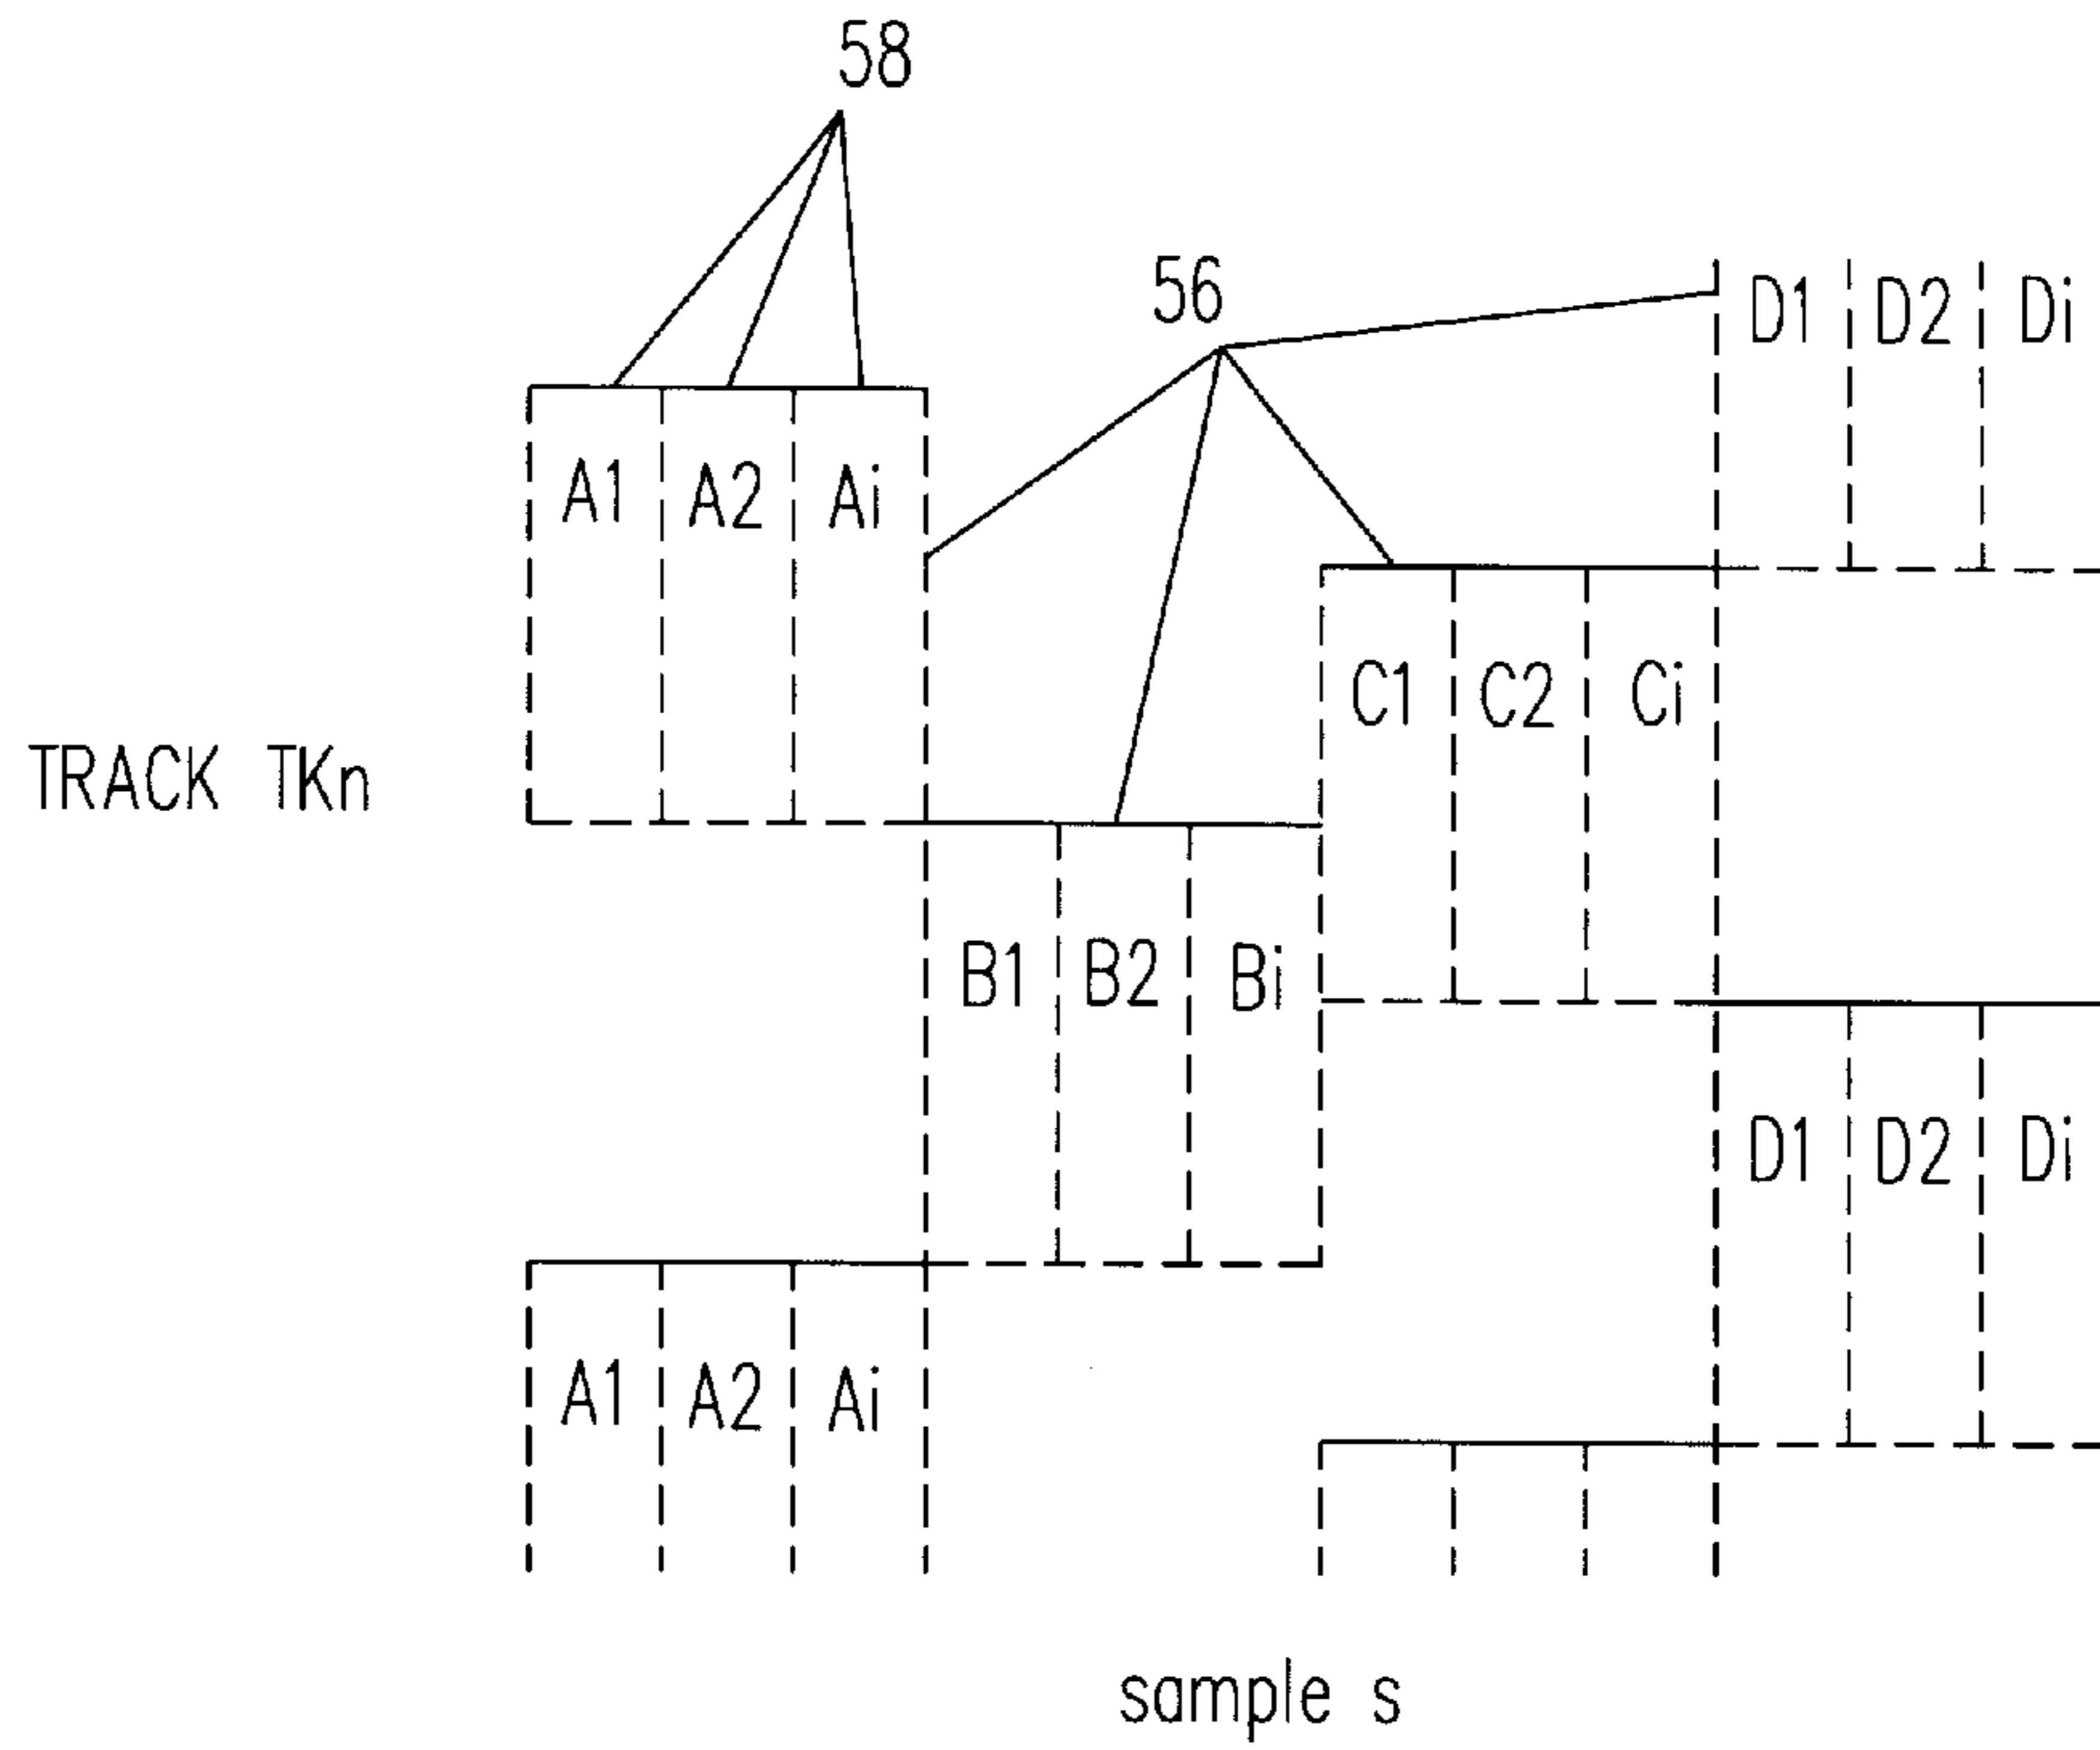 58
56
D1 D2 Di
A1 A2 Ai
C1 C2 Ci
TRACK TKn
B1 B2 Bi
D1 D2 Di
A1 A2 Ai
sample s